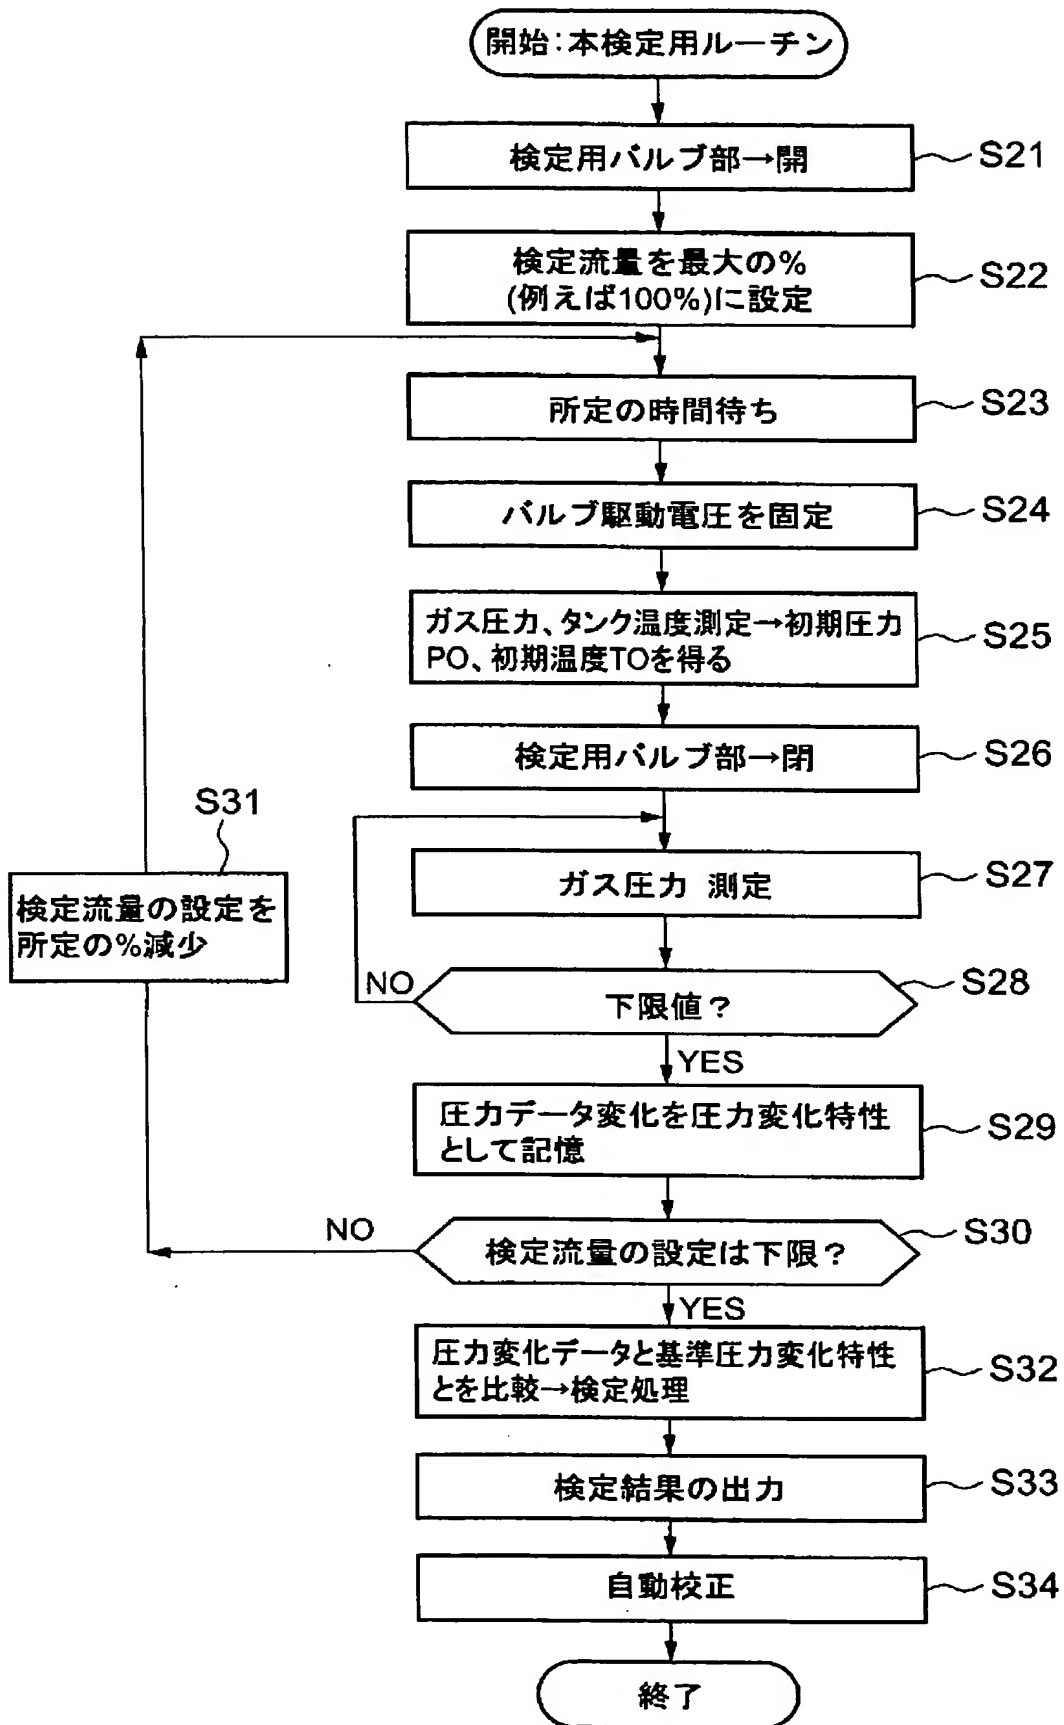 開始:本検定用ルーチン
検定用バルブ部→開
S21
検定流量を最大の%
(例えば100%)に設定
S22
所定の時間待ち
S23
バルブ駆動電圧を固定
S24
ガス圧力、タンク温度測定→初期圧力
PO、初期温度TOを得る
S25
検定用バルブ部→閉
S26
ガス圧力 測定
S27
下限値?
S28
NO
YES
S31
検定流量の設定を
所定の%減少
圧力データ変化を圧力変化特性
として記憶
S29
検定流量の設定は下限?
S30
NO
YES
圧力変化データと基準圧力変化特性
とを比較→検定処理
S32
検定結果の出力
S33
自動校正
S34
終了